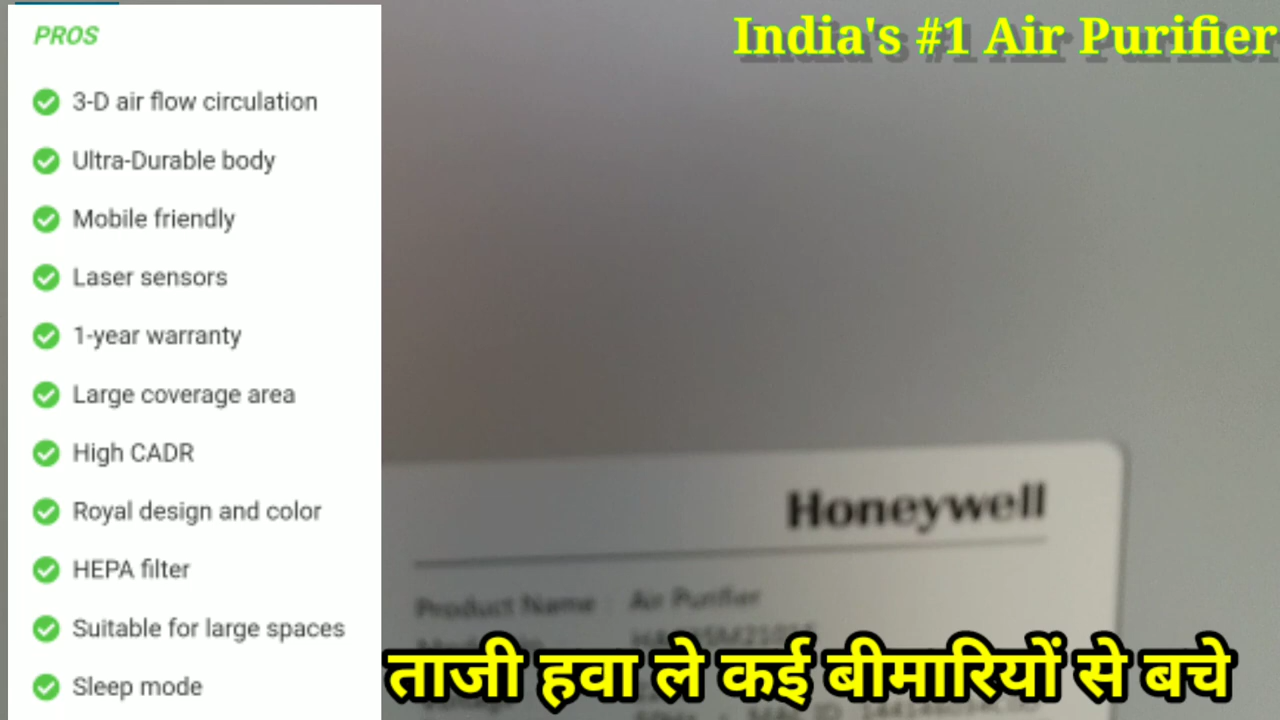 PROS
3-D air flow circulation
Ultra-Durable body
Mobile friendly
Laser sensors
1-year warranty
Large coverage area
High CADR
Royal design and color
HEPA filter
Suitable for large spaces
Sleep mode
India's #1 Air Purifier
Honeywell
Product Name : Air Purifier
ताजी हवा ले कई बीमारियों से बचे